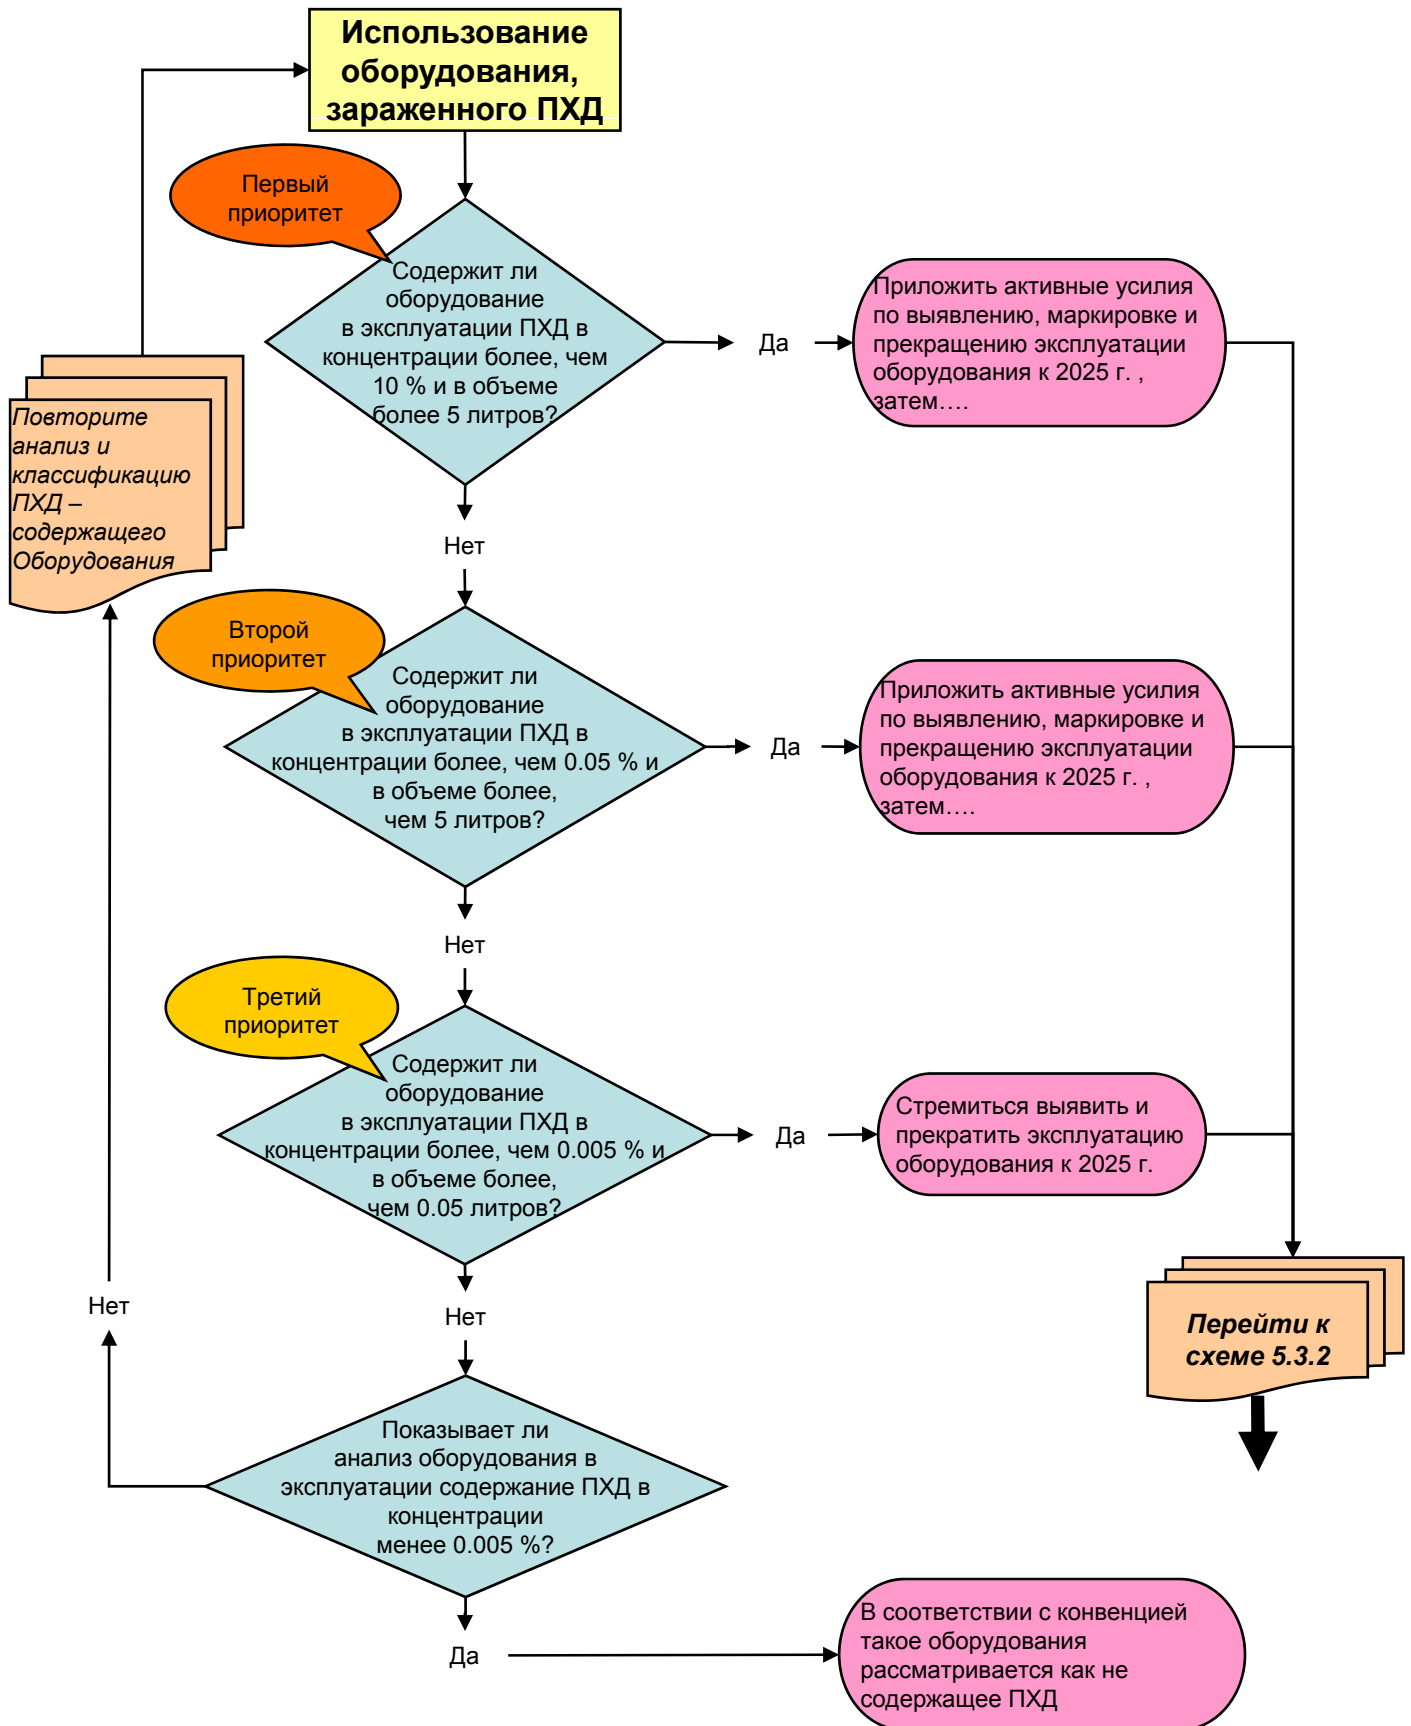 Использование
оборудования,
зараженного ПХД
Первый
приоритет
Содержит ли
оборудование
в эксплуатации ПХД в
концентрации более, чем
10 % и в объеме
более 5 литров?
Да
Приложить активные усилия
по выявлению, маркировке и
прекращению эксплуатации
оборудования к 2025 г. ,
затем….
Повторите
анализ и
классификацию
ПХД –
содержащего
Оборудования
Нет
Второй
приоритет
Содержит ли
оборудование
в эксплуатации ПХД в
концентрации более, чем 0.05 % и
в объеме более,
чем 5 литров?
Да
Приложить активные усилия
по выявлению, маркировке и
прекращению эксплуатации
оборудования к 2025 г. ,
затем….
Нет
Третий
приоритет
Содержит ли
оборудование
в эксплуатации ПХД в
концентрации более, чем 0.005 % и
в объеме более,
чем 0.05 литров?
Да
Стремиться выявить и
прекратить эксплуатацию
оборудования к 2025 г.
Нет
Нет
Перейти к
схеме 5.3.2
Показывает ли
анализ оборудования в
эксплуатации содержание ПХД в
концентрации
менее 0.005 %?
Да
В соответствии с конвенцией
такое оборудования
рассматривается как не
содержащее ПХД